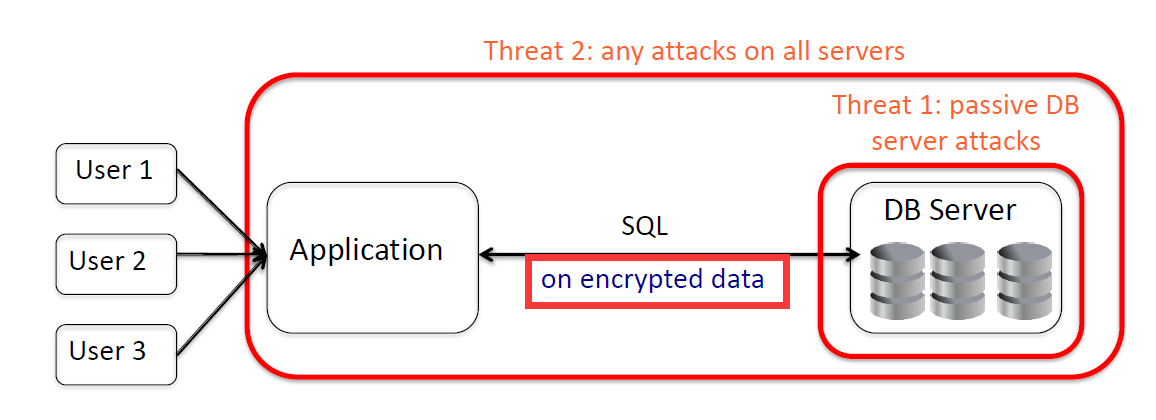 Threat 2: any attacks on all servers
Threat 1: passive DB
server attacks
User 1
User 2
User 3
Application
SQL
on encrypted data
DB Server